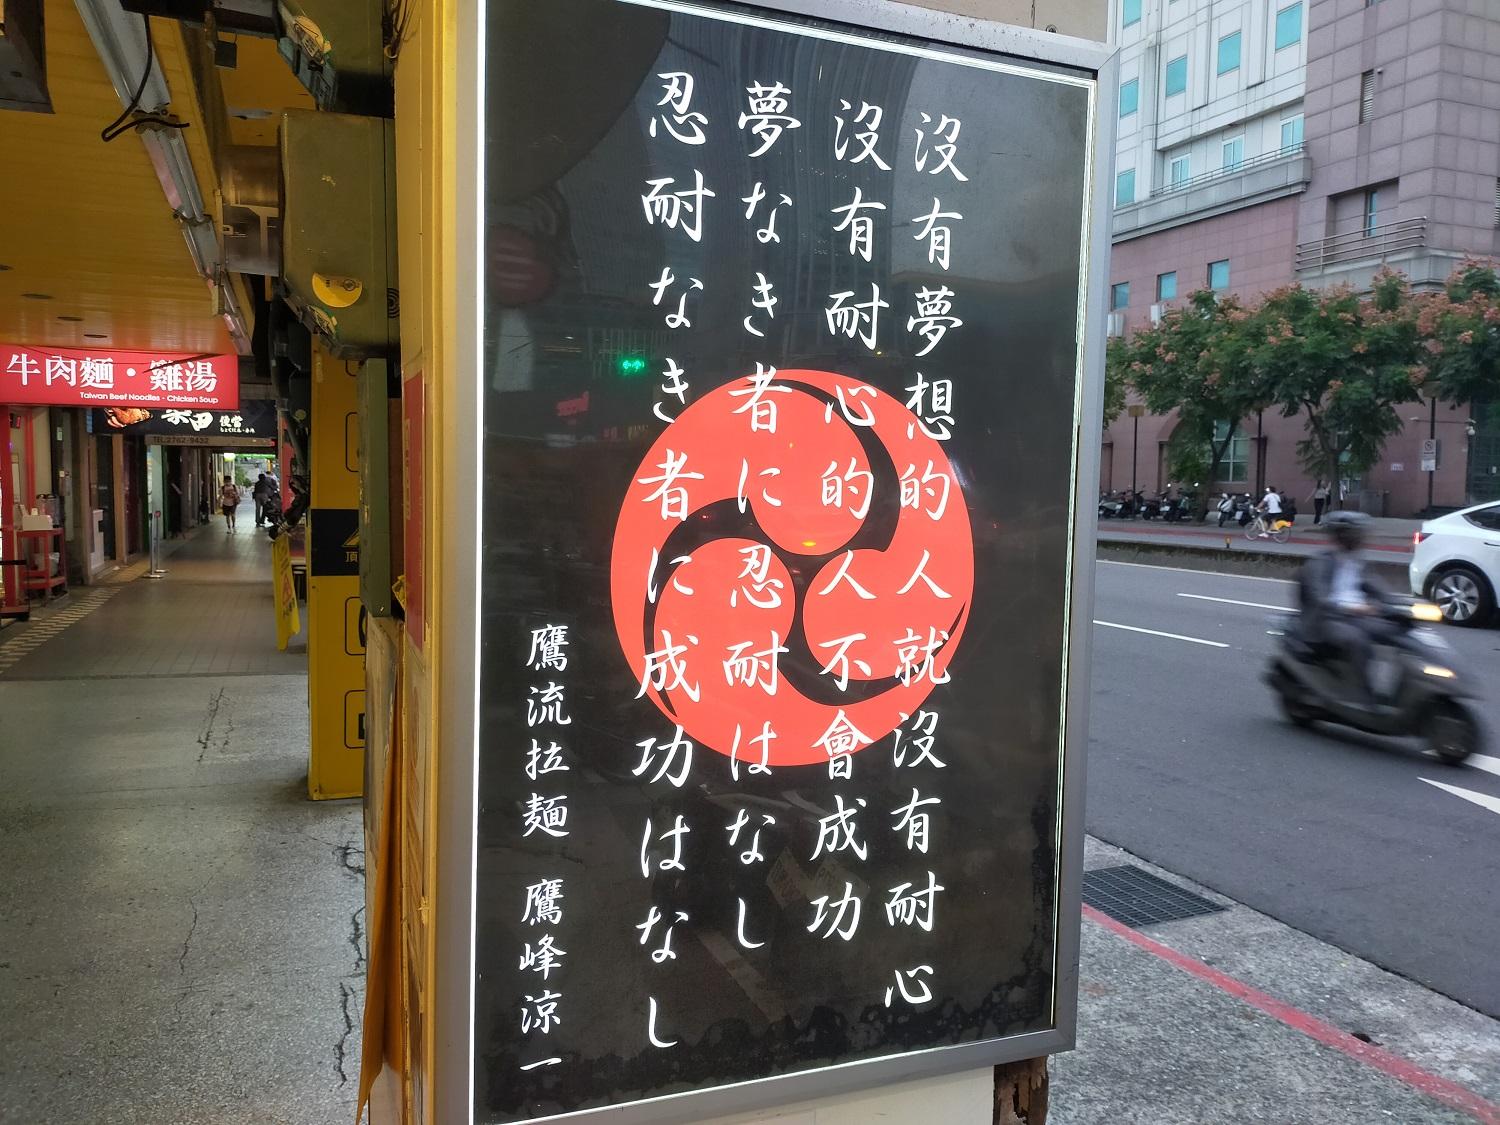 沒有夢想的人就沒有耐心
沒有耐心的人不會成功
夢なき者に忍耐はなし
忍耐なき者に成功はなし
鷹流拉麺 鷹峰涼一
牛肉麵・雞湯
Taiwan Beef Noodles - Chicken Soup
TEL:2762-9432